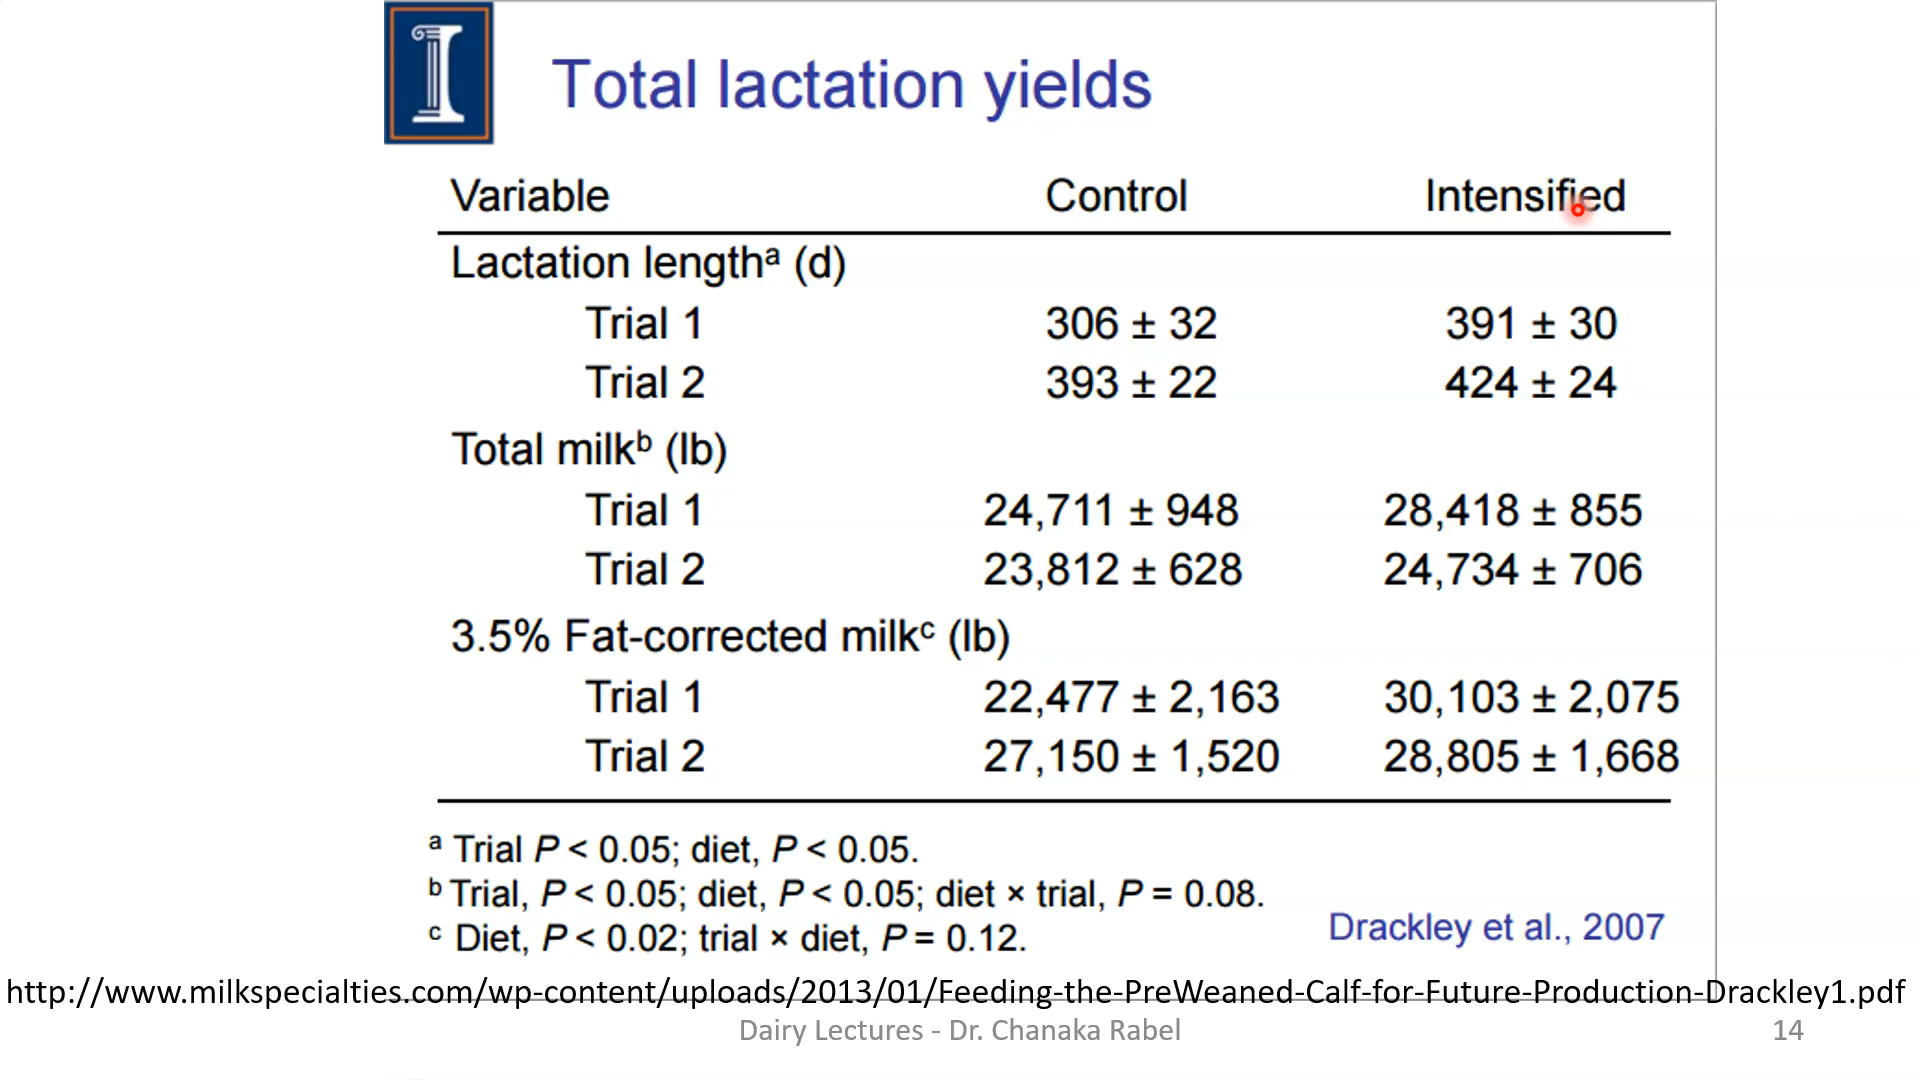 Total lactation yields
Variable Control Intensified
Lactation lengthᵃ (d)
Trial 1 306 ± 32 391 ± 30
Trial 2 393 ± 22 424 ± 24
Total milkᵇ (lb)
Trial 1 24,711 ± 948 28,418 ± 855
Trial 2 23,812 ± 628 24,734 ± 706
3.5% Fat-corrected milkᶜ (lb)
Trial 1 22,477 ± 2,163 30,103 ± 2,075
Trial 2 27,150 ± 1,520 28,805 ± 1,668
ᵃ Trial P < 0.05; diet, P < 0.05.
ᵇ Trial, P < 0.05; diet, P < 0.05; diet × trial, P = 0.08.
ᶜ Diet, P < 0.02; trial × diet, P = 0.12.
Drackley et al., 2007
http://www.milkspecialties.com/wp-content/uploads/2013/01/Feeding-the-PreWeaned-Calf-for-Future-Production-Drackley1.pdf
Dairy Lectures - Dr. Chanaka Rabel 14